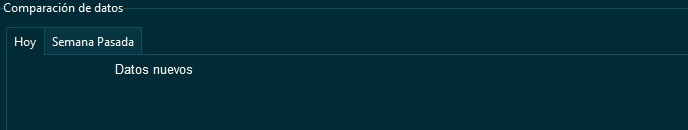 Comparación de datos
Hoy Semana Pasada
Datos nuevos